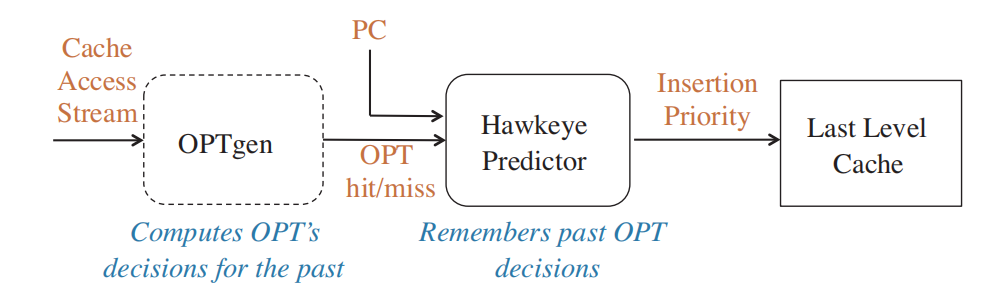 Cache
Access
Stream
OPTgen
Computes OPT's
decisions for the past
PC
OPT
hit/miss
Hawkeye
Predictor
Remembers past OPT
decisions
Insertion
Priority
Last Level
Cache